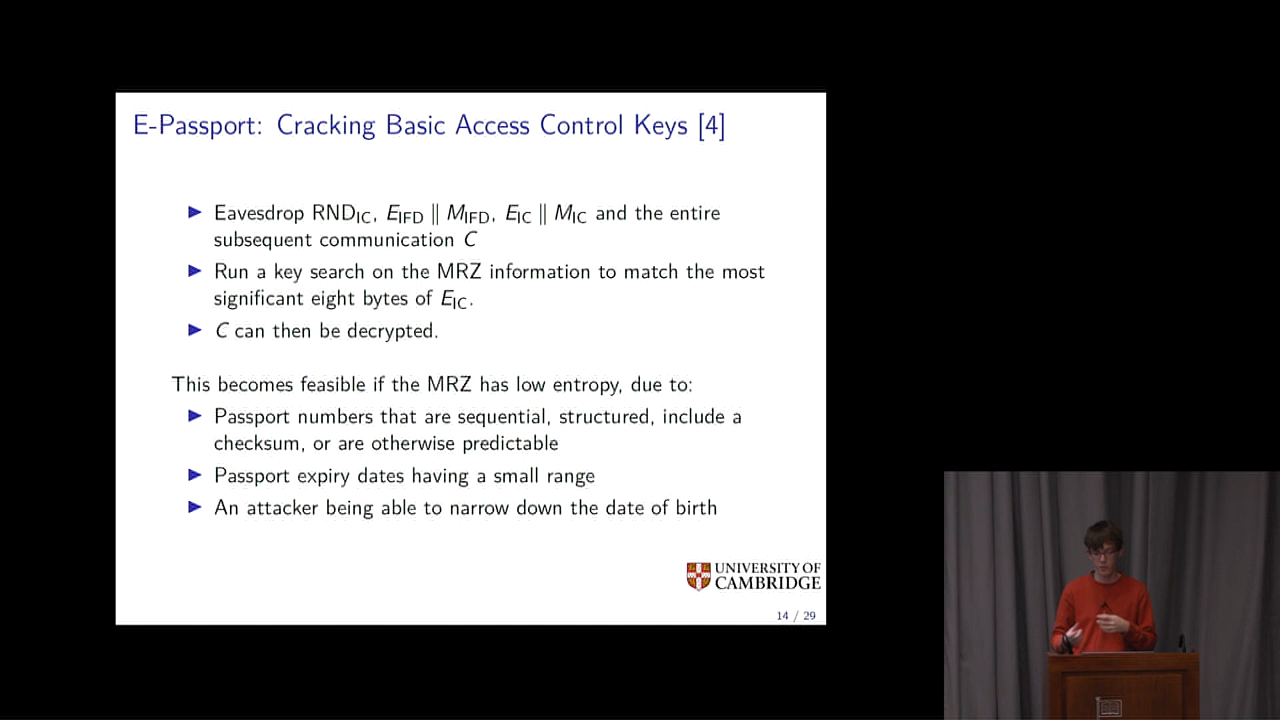 E-Passport: Cracking Basic Access Control Keys [4]
▶ Eavesdrop RND_IC, E_IFD ∥ M_IFD, E_IC ∥ M_IC and the entire
subsequent communication C
▶ Run a key search on the MRZ information to match the most
significant eight bytes of E_IC.
▶ C can then be decrypted.
This becomes feasible if the MRZ has low entropy, due to:
▶ Passport numbers that are sequential, structured, include a
checksum, or are otherwise predictable
▶ Passport expiry dates having a small range
▶ An attacker being able to narrow down the date of birth
UNIVERSITY OF
CAMBRIDGE
14 / 29